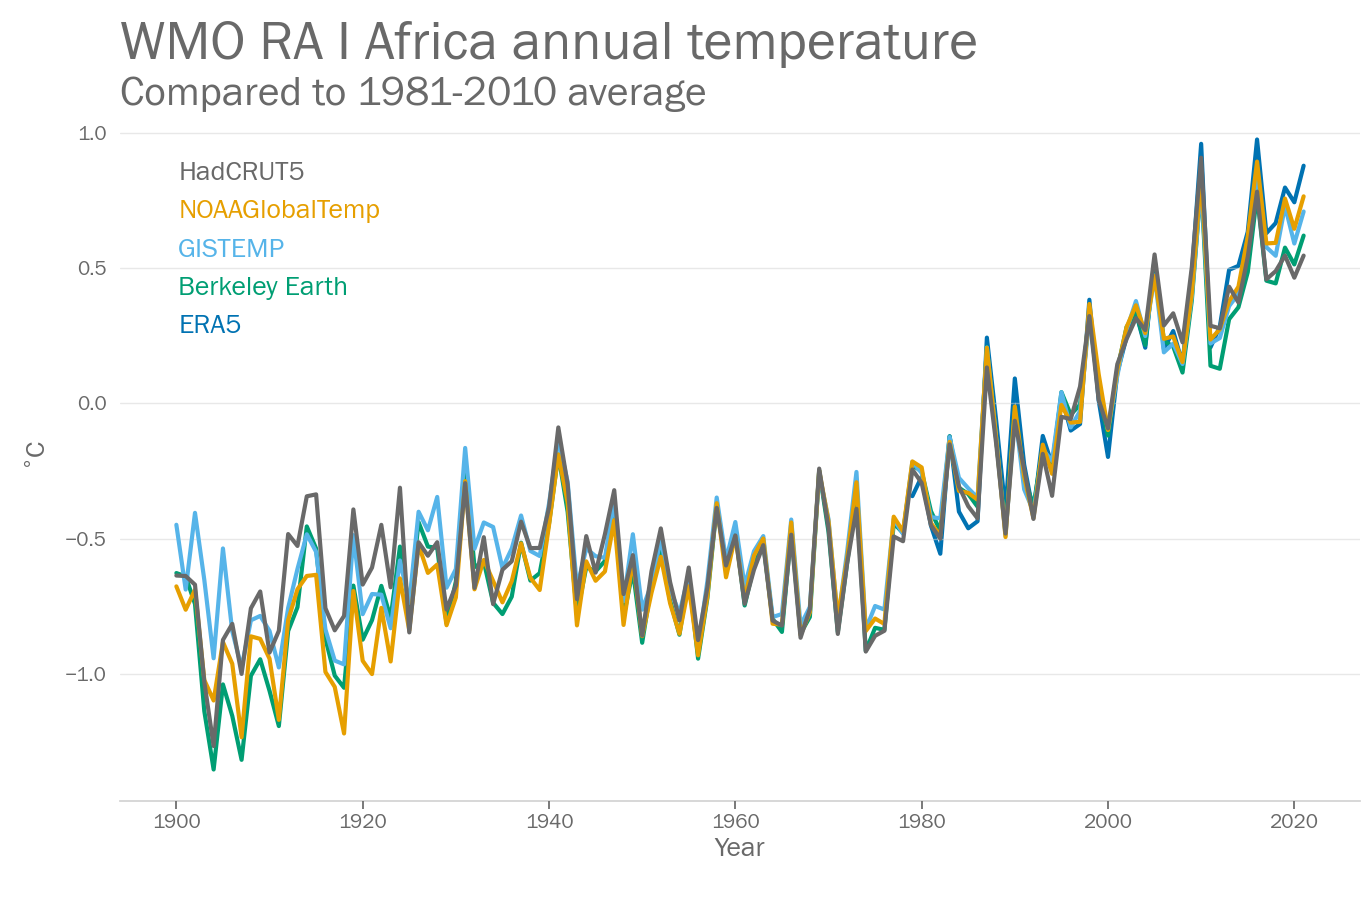 WMO RA I Africa annual temperature
Compared to 1981-2010 average
1.0
HadCRUT5
NOAAGlobalTemp
GISTEMP
Berkeley Earth
ERA5
0.5
0.0
°C
−0.5
−1.0
1900 1920 1940 1960 1980 2000 2020
Year